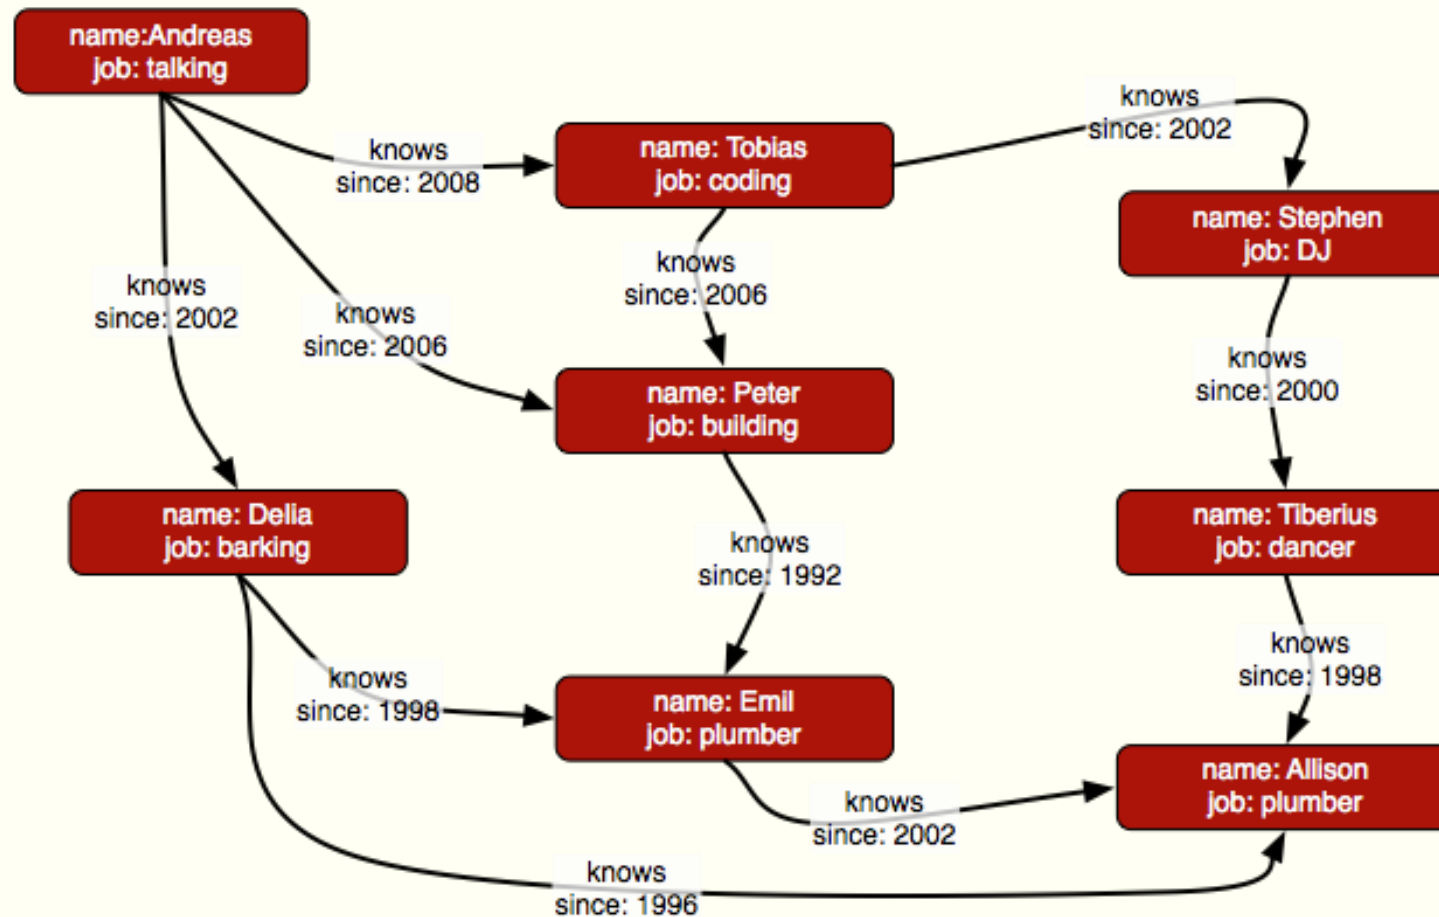 name:Andreas
job: talking
knows
since: 2002
knows
since: 2008
knows
since: 2006
name: Tobias
job: coding
knows
since: 2002
name: Stephen
job: DJ
knows
since: 2006
name: Peter
job: building
knows
since: 2000
name: Delia
job: barking
knows
since: 1992
name: Tiberius
job: dancer
knows
since: 1998
name: Emil
job: plumber
knows
since: 1998
name: Allison
job: plumber
knows
since: 2002
knows
since: 1996